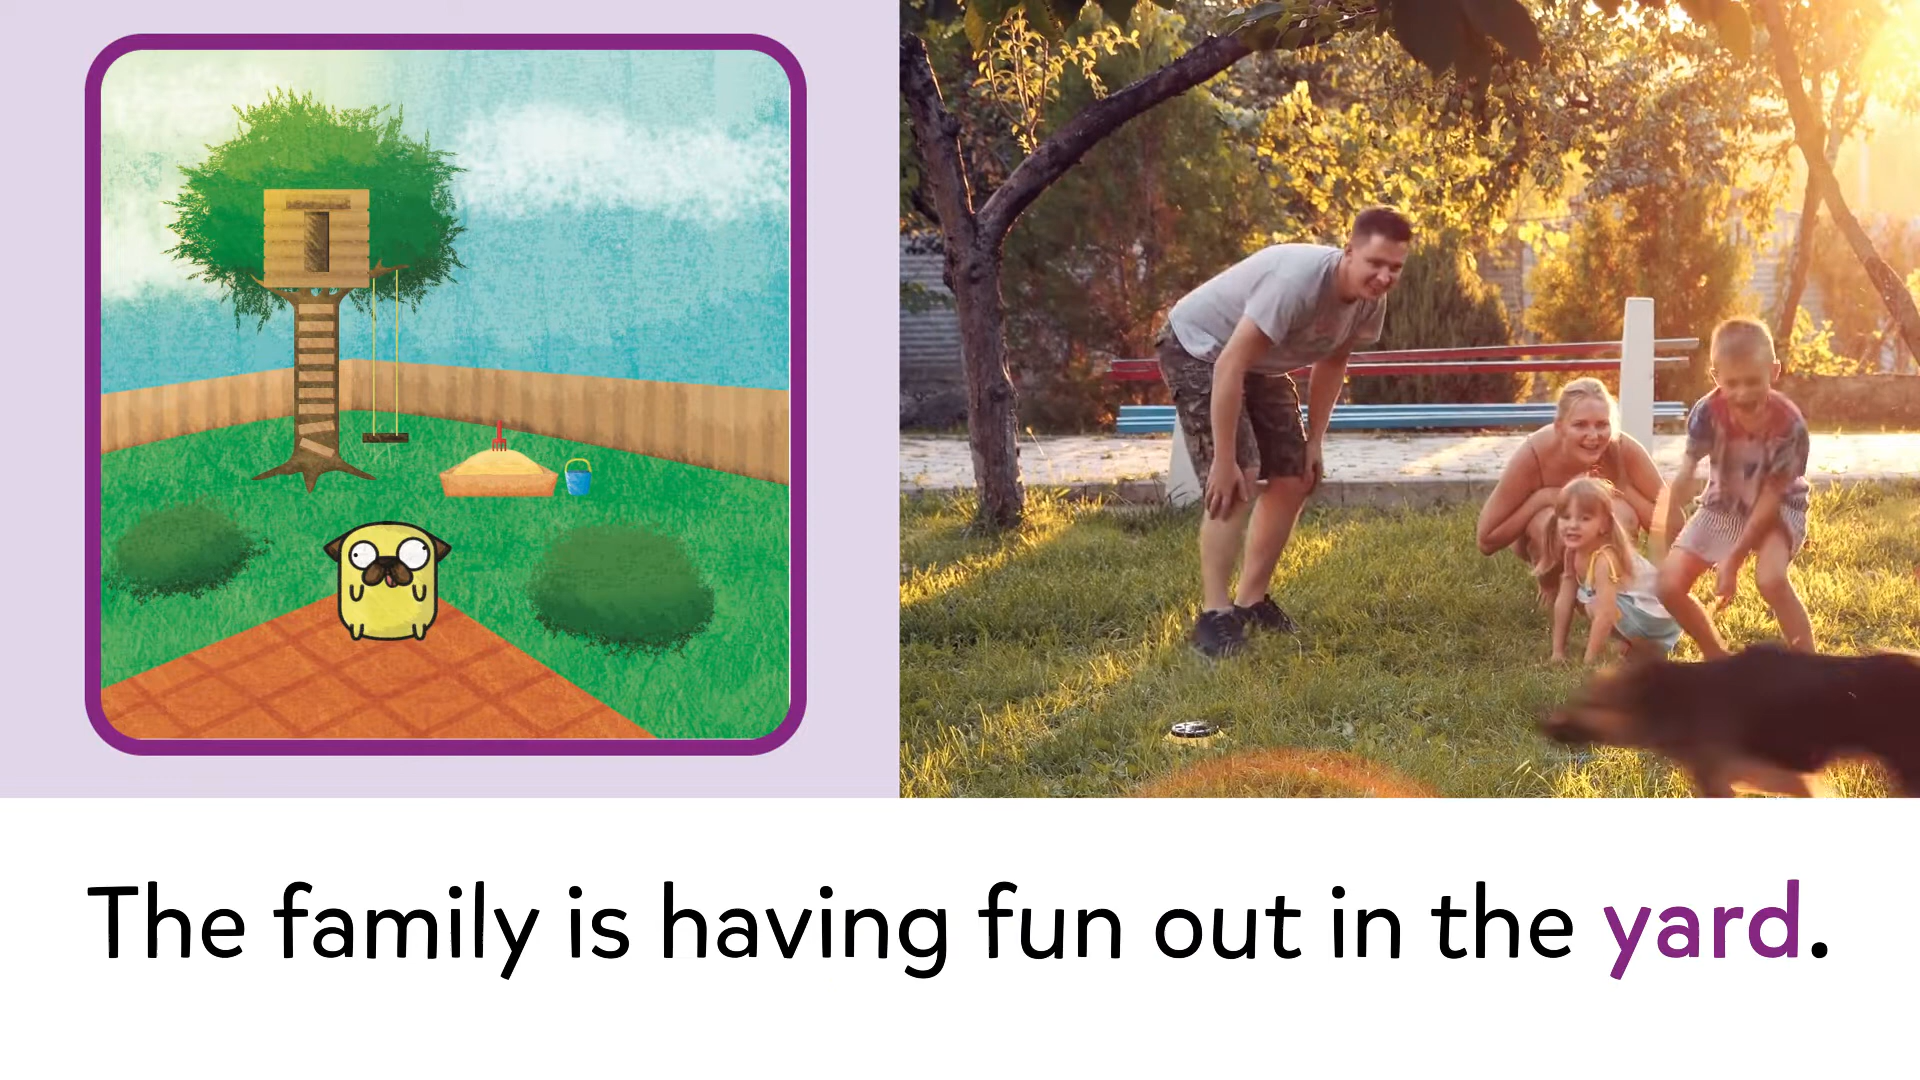 The family is having fun out in the yard.